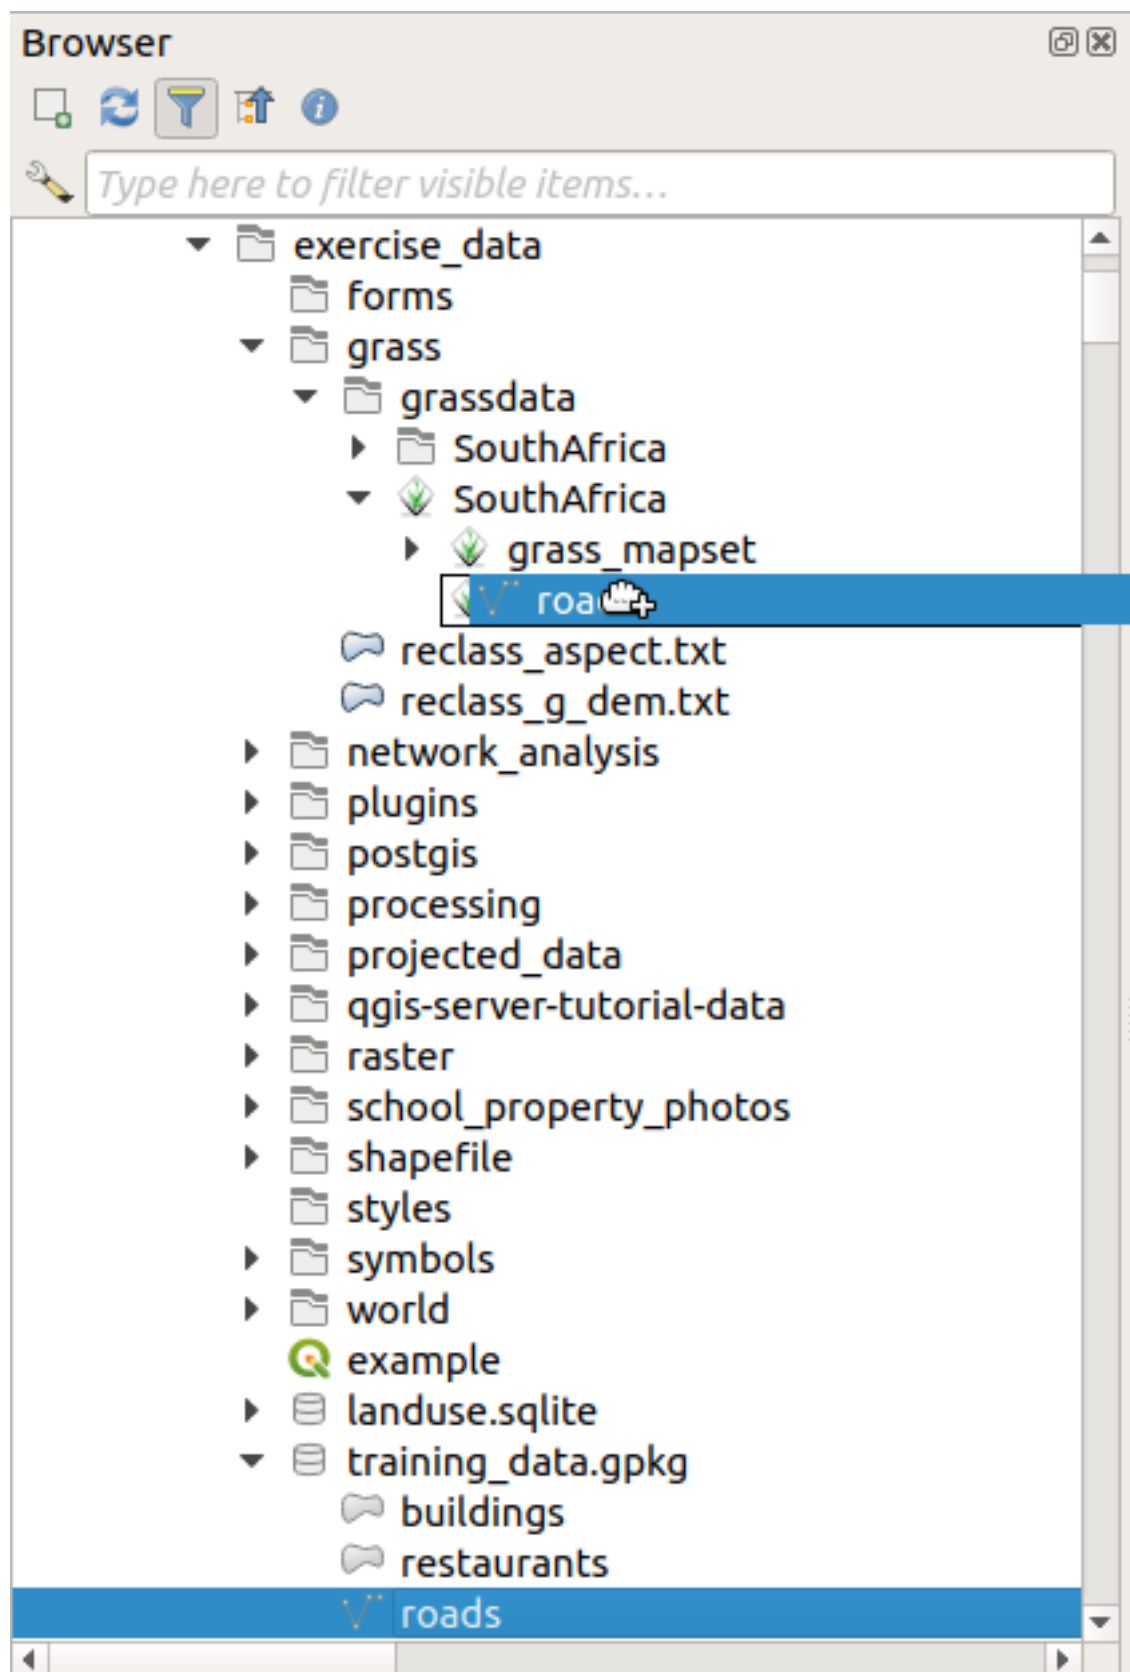 Browser
Type here to filter visible items...
exercise_data
forms
grass
grassdata
SouthAfrica
SouthAfrica
grass_mapset
reclass_aspect.txt
reclass_g_dem.txt
network_analysis
plugins
postgis
processing
projected_data
qgis-server-tutorial-data
raster
school_property_photos
shapefile
styles
symbols
world
example
landuse.sqlite
training_data.gpkg
buildings
restaurants
roads